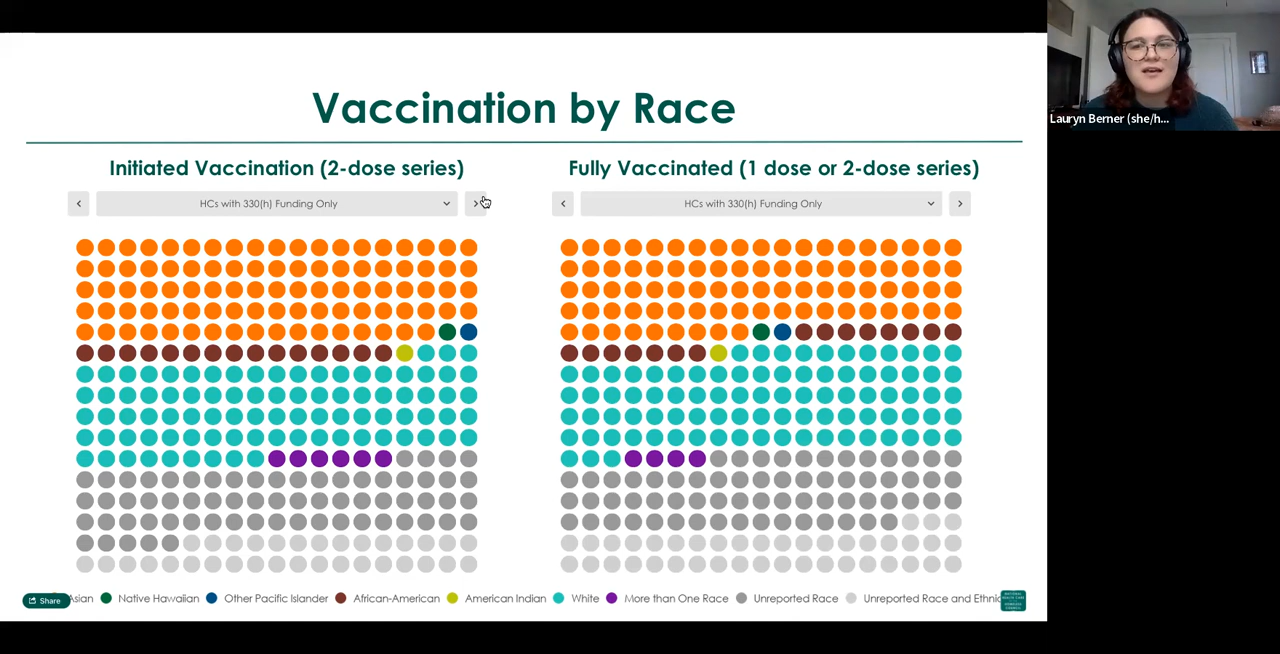 Vaccination by Race
Initiated Vaccination (2-dose series)
Fully Vaccinated (1 dose or 2-dose series)
HCs with 330(h) Funding Only
HCs with 330(h) Funding Only
Share
Asian Native Hawaiian Other Pacific Islander African-American American Indian White More than One Race Unreported Race Unreported Race and Ethnic
Lauryn Berner (she/h...